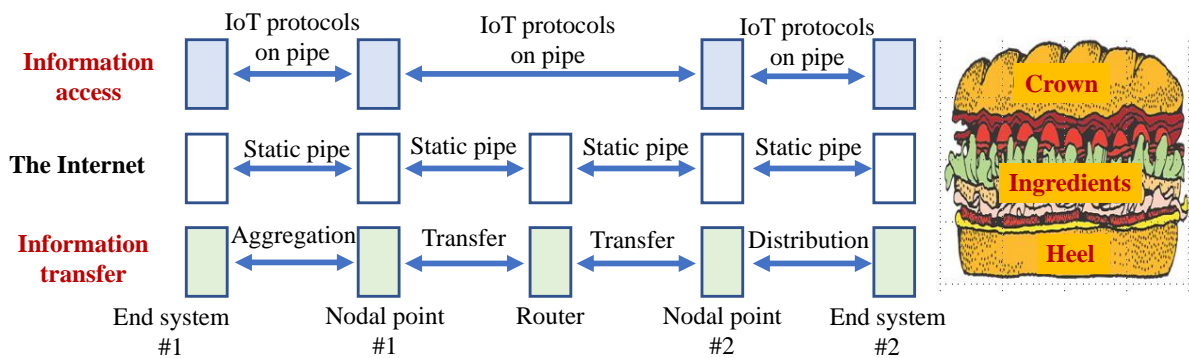 IoT protocols
on pipe
IoT protocols
on pipe
IoT protocols
on pipe
Information
access
Crown
The Internet
Static pipe
Static pipe
Static pipe
Static pipe
Ingredients
Information
transfer
Aggregation
Transfer
Transfer
Distribution
Heel
End system
#1
Nodal point
#1
Router
Nodal point
#2
End system
#2